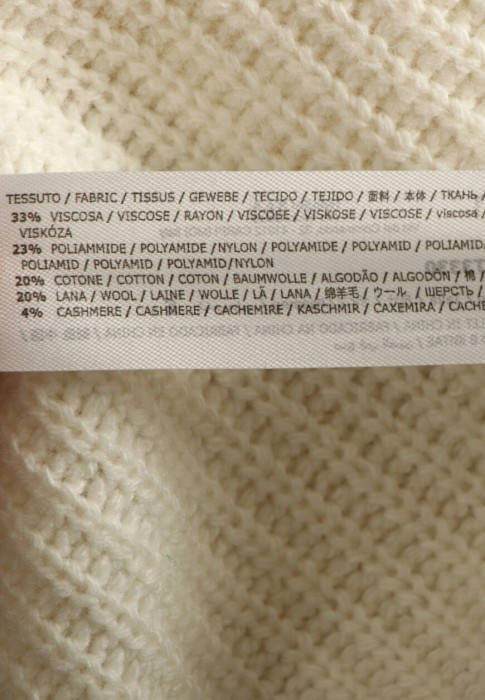 TESSUTO / FABRIC / TISSUS / GEWEBE / TECIDO / TEJIDO / 面料 / 本体 / ТКАНЬ /
33% VISCOSA / VISCOSE / RAYON / VISCOSE / VISKOSE / VISCOSE / viscosa /
VISKÓZA
23% POLIAMMIDE / POLYAMIDE /NYLON / POLYAMIDE / POLYAMID / POLIAMID
POLIAMID / POLYAMID / POLYAMID/NYLON
20% COTONE / COTTON / COTON / BAUMWOLLE / ALGODÃO / ALGODÓN / 棉 /
20% LANA / WOOL / LAINE / WOLLE / LÃ / LANA / 绵羊毛 / ウール / ШЕРСТЬ /
4% CASHMERE / CASHMERE / CACHEMIRE / KASCHMIR / CAXEMIRA / CACHE